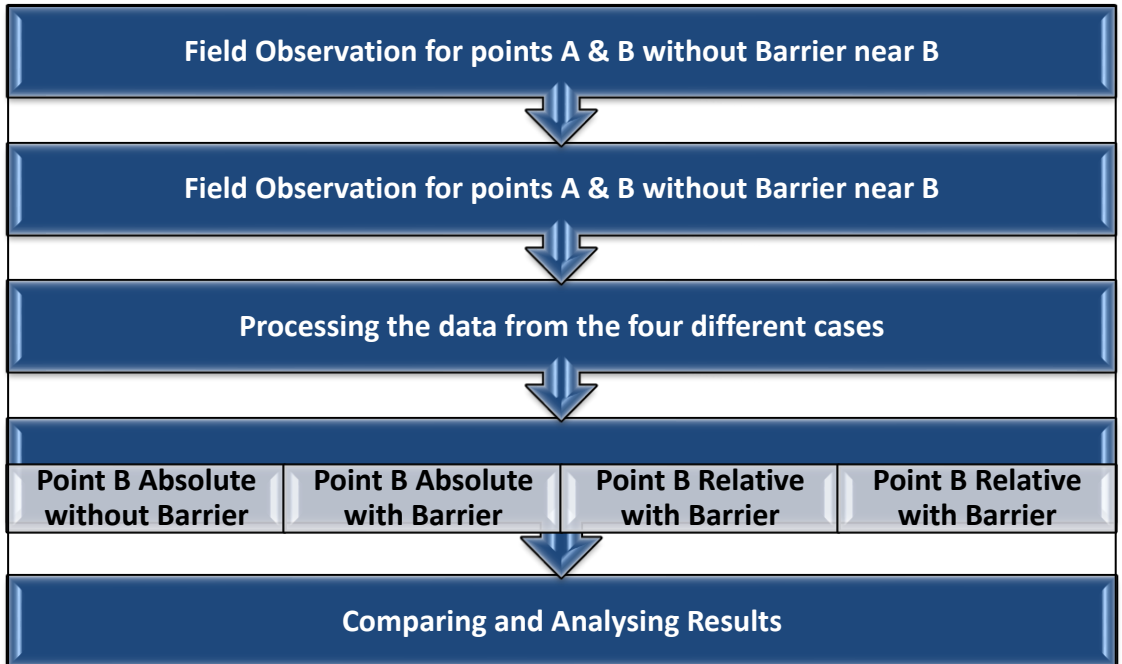 Field Observation for points A & B without Barrier near B
Field Observation for points A & B without Barrier near B
Processing the data from the four different cases
Point B Absolute
without Barrier
Point B Absolute
with Barrier
Point B Relative
with Barrier
Point B Relative
with Barrier
Comparing and Analysing Results